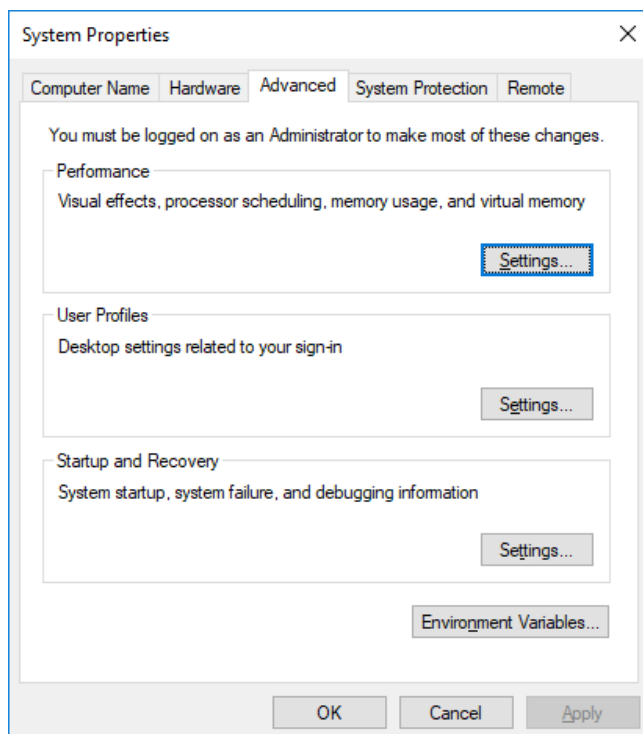 System Properties
Computer Name Hardware Advanced System Protection Remote
You must be logged on as an Administrator to make most of these changes.
Performance
Visual effects, processor scheduling, memory usage, and virtual memory
Settings...
User Profiles
Desktop settings related to your sign-in
Settings...
Startup and Recovery
System startup, system failure, and debugging information
Settings...
Environment Variables...
OK Cancel Apply